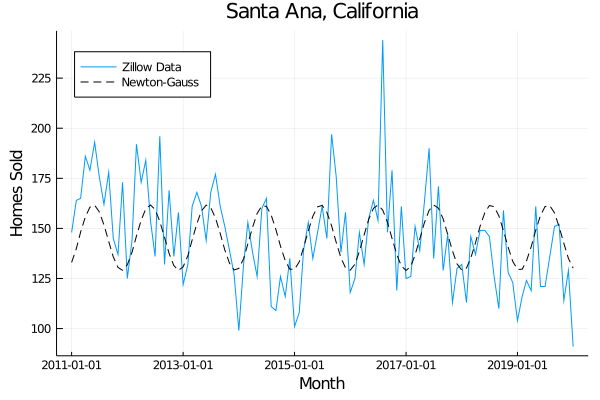 Santa Ana, California
Zillow Data
Newton-Gauss
225
200
175
150
125
100
Homes Sold
2011-01-01 2013-01-01 2015-01-01 2017-01-01 2019-01-01
Month